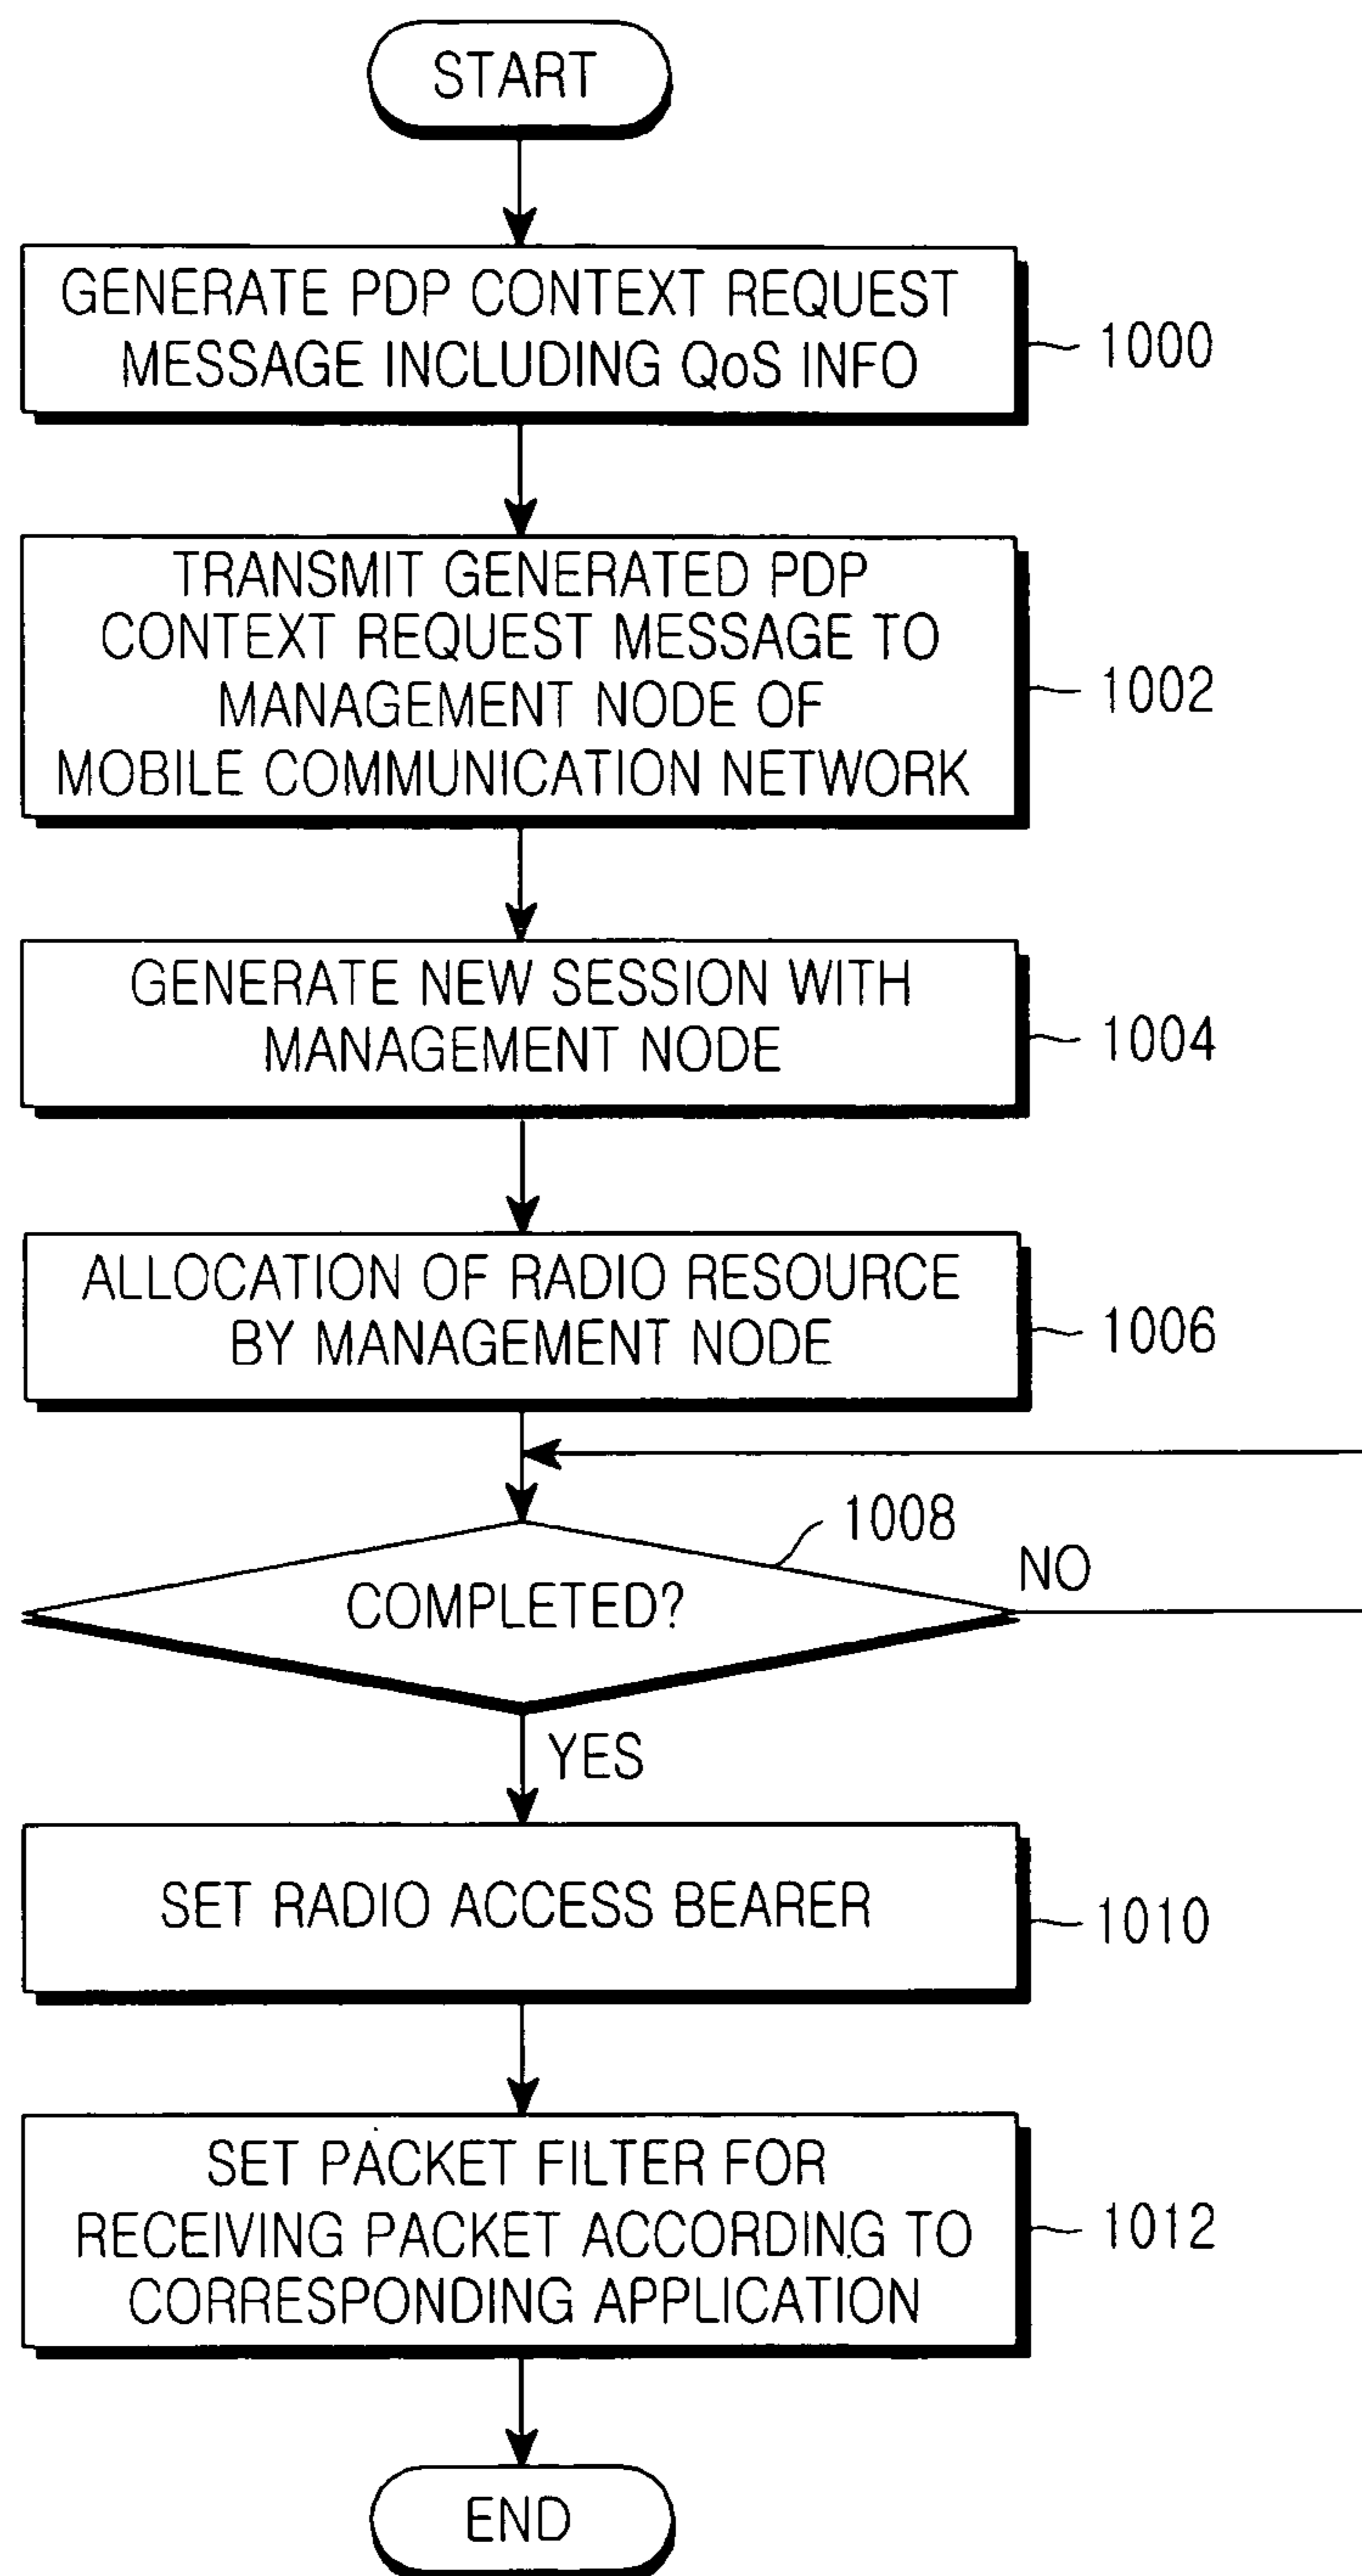 START
GENERATE PDP CONTEXT REQUEST
MESSAGE INCLUDING QoS INFO
1000
TRANSMIT GENERATED PDP
CONTEXT REQUEST MESSAGE TO
MANAGEMENT NODE OF
MOBILE COMMUNICATION NETWORK
1002
GENERATE NEW SESSION WITH
MANAGEMENT NODE
1004
ALLOCATION OF RADIO RESOURCE
BY MANAGEMENT NODE
1006
1008
NO
COMPLETED?
YES
SET RADIO ACCESS BEARER
1010
SET PACKET FILTER FOR
RECEIVING PACKET ACCORDING TO
CORRESPONDING APPLICATION
1012
END